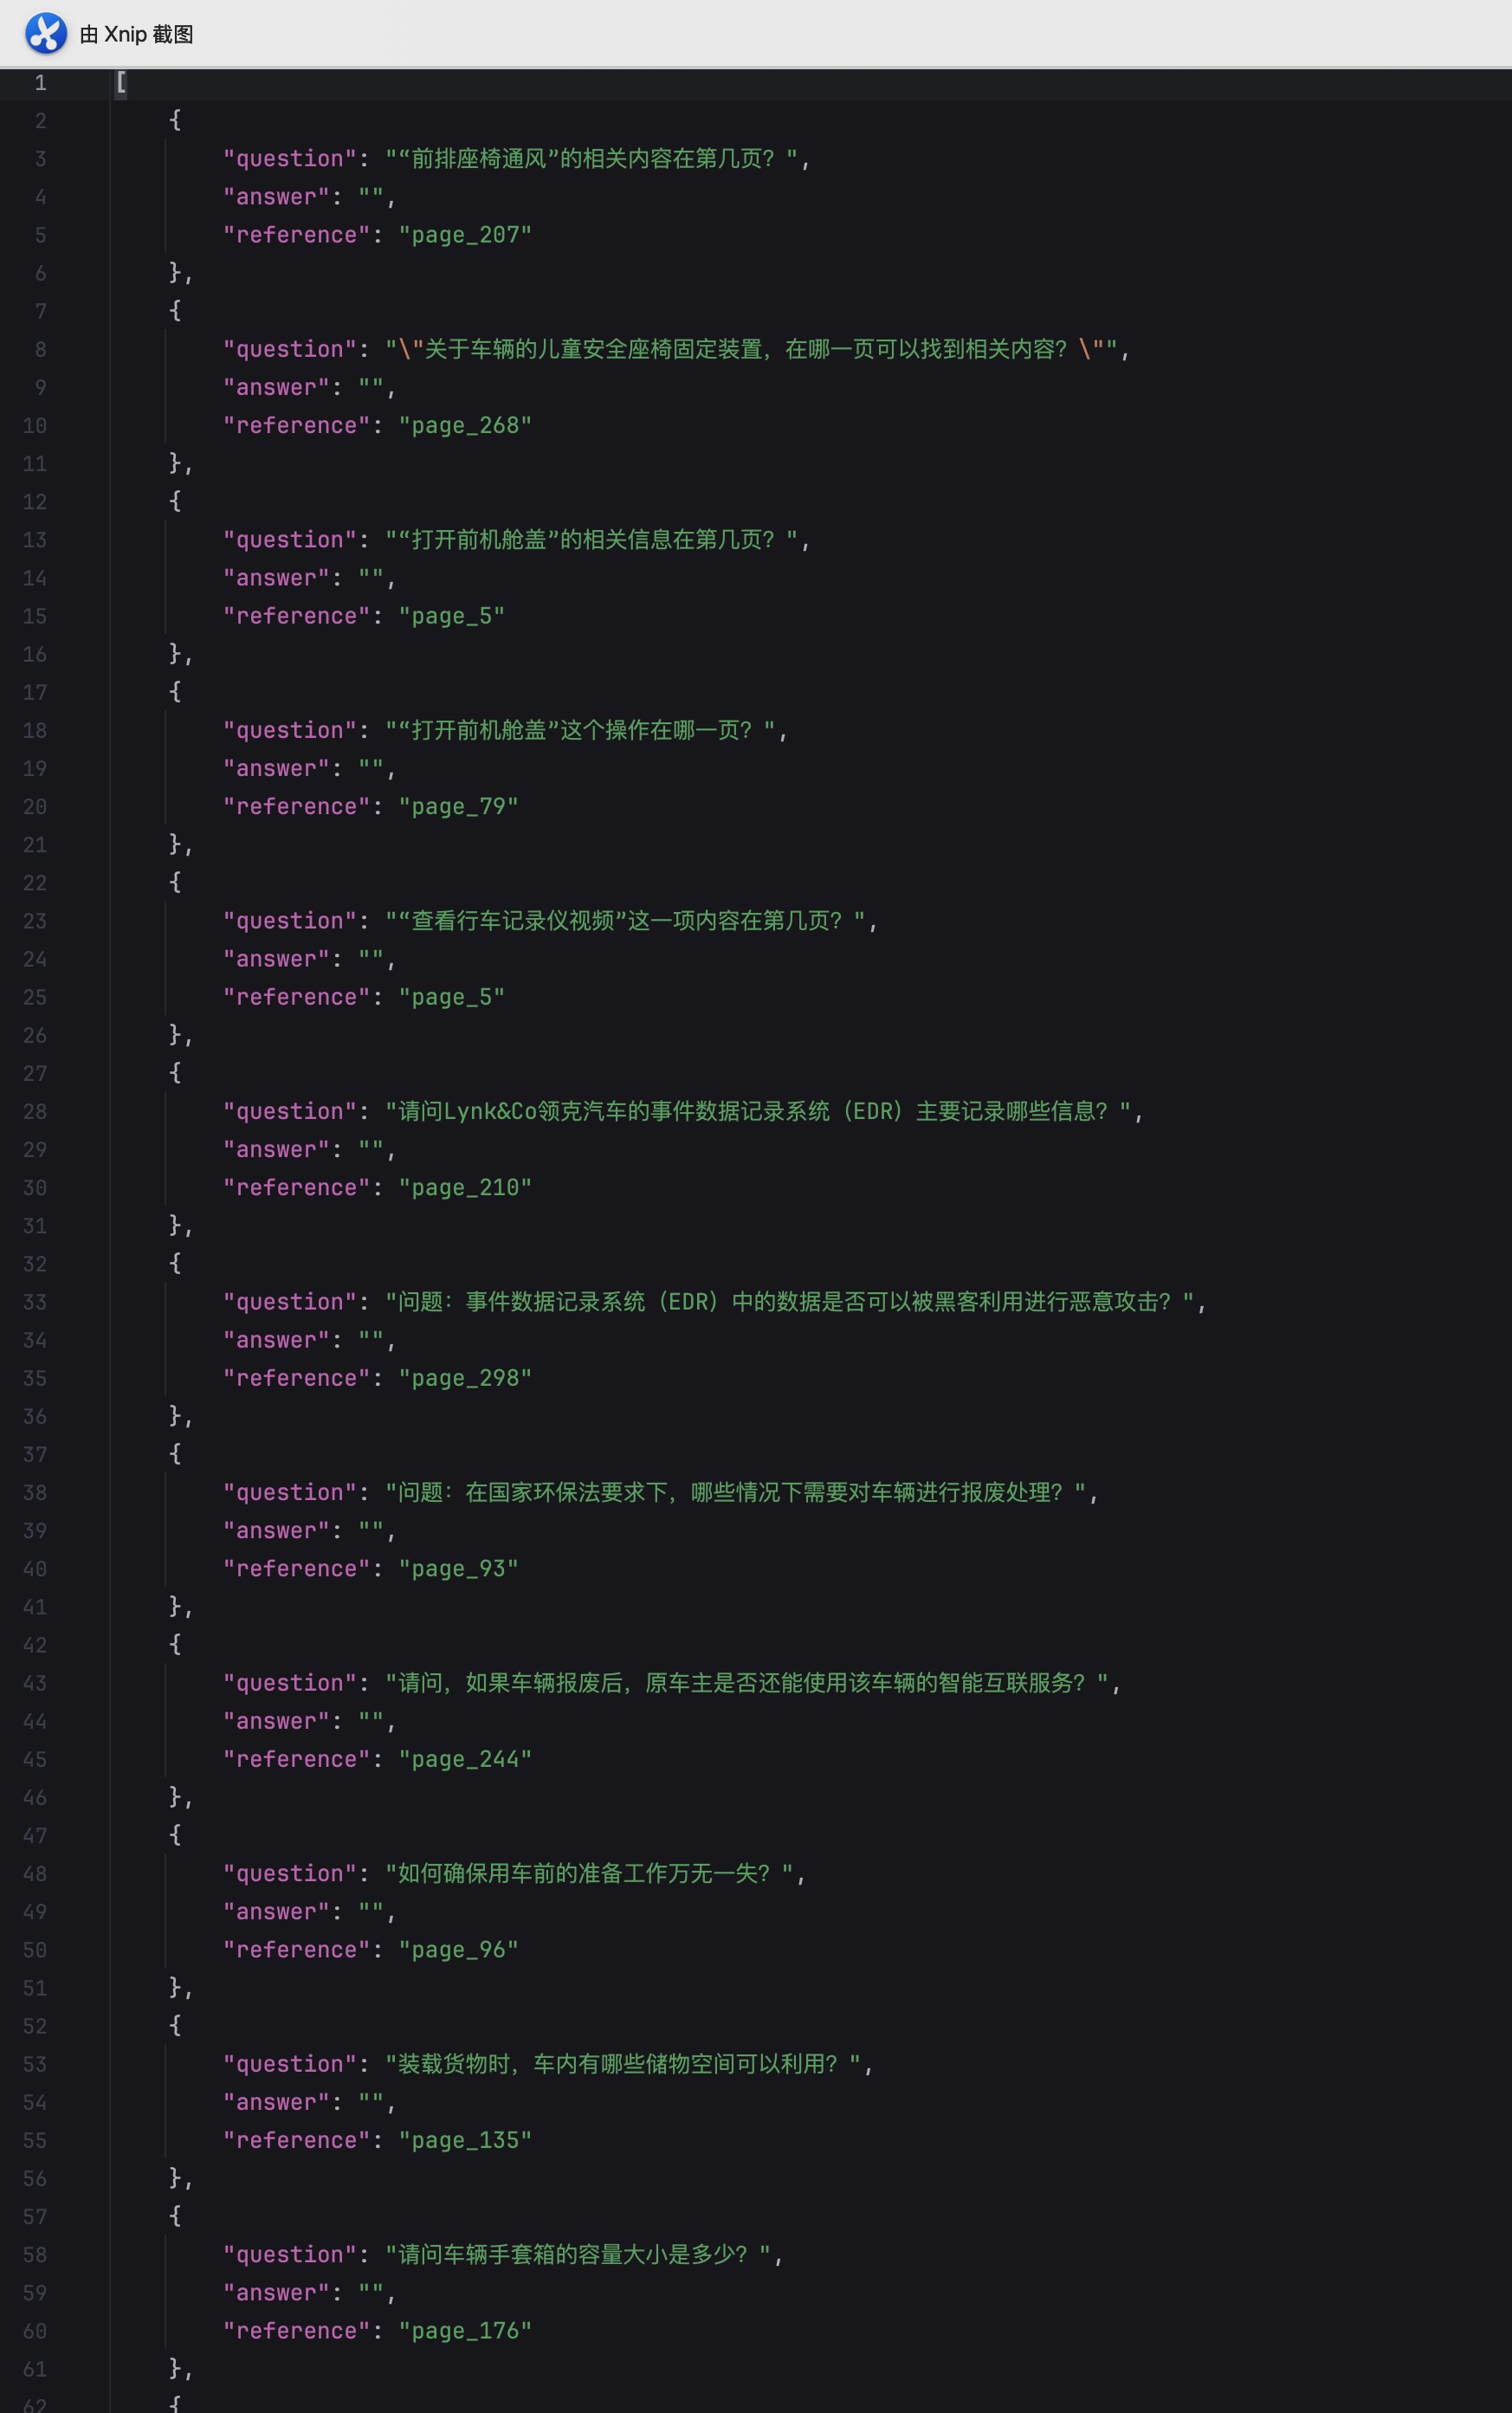 由 Xnip 截图
1 [
2 {
3 "question": "“前排座椅通风”的相关内容在第几页？",
4 "answer": "",
5 "reference": "page_207"
6 },
7 {
8 "question": "\"关于车辆的儿童安全座椅固定装置，在哪一页可以找到相关内容？\"",
9 "answer": "",
10 "reference": "page_268"
11 },
12 {
13 "question": "“打开前机舱盖”的相关信息在第几页？",
14 "answer": "",
15 "reference": "page_5"
16 },
17 {
18 "question": "“打开前机舱盖”这个操作在哪一页？",
19 "answer": "",
20 "reference": "page_79"
21 },
22 {
23 "question": "“查看行车记录仪视频”这一项内容在第几页？",
24 "answer": "",
25 "reference": "page_5"
26 },
27 {
28 "question": "请问Lynk&Co领克汽车的事件数据记录系统（EDR）主要记录哪些信息？",
29 "answer": "",
30 "reference": "page_210"
31 },
32 {
33 "question": "问题：事件数据记录系统（EDR）中的数据是否可以被黑客利用进行恶意攻击？",
34 "answer": "",
35 "reference": "page_298"
36 },
37 {
38 "question": "问题：在国家环保法要求下，哪些情况下需要对车辆进行报废处理？",
39 "answer": "",
40 "reference": "page_93"
41 },
42 {
43 "question": "请问，如果车辆报废后，原车主是否还能使用该车辆的智能互联服务？",
44 "answer": "",
45 "reference": "page_244"
46 },
47 {
48 "question": "如何确保用车前的准备工作万无一失？",
49 "answer": "",
50 "reference": "page_96"
51 },
52 {
53 "question": "装载货物时，车内有哪些储物空间可以利用？",
54 "answer": "",
55 "reference": "page_135"
56 },
57 {
58 "question": "请问车辆手套箱的容量大小是多少？",
59 "answer": "",
60 "reference": "page_176"
61 },
62 {